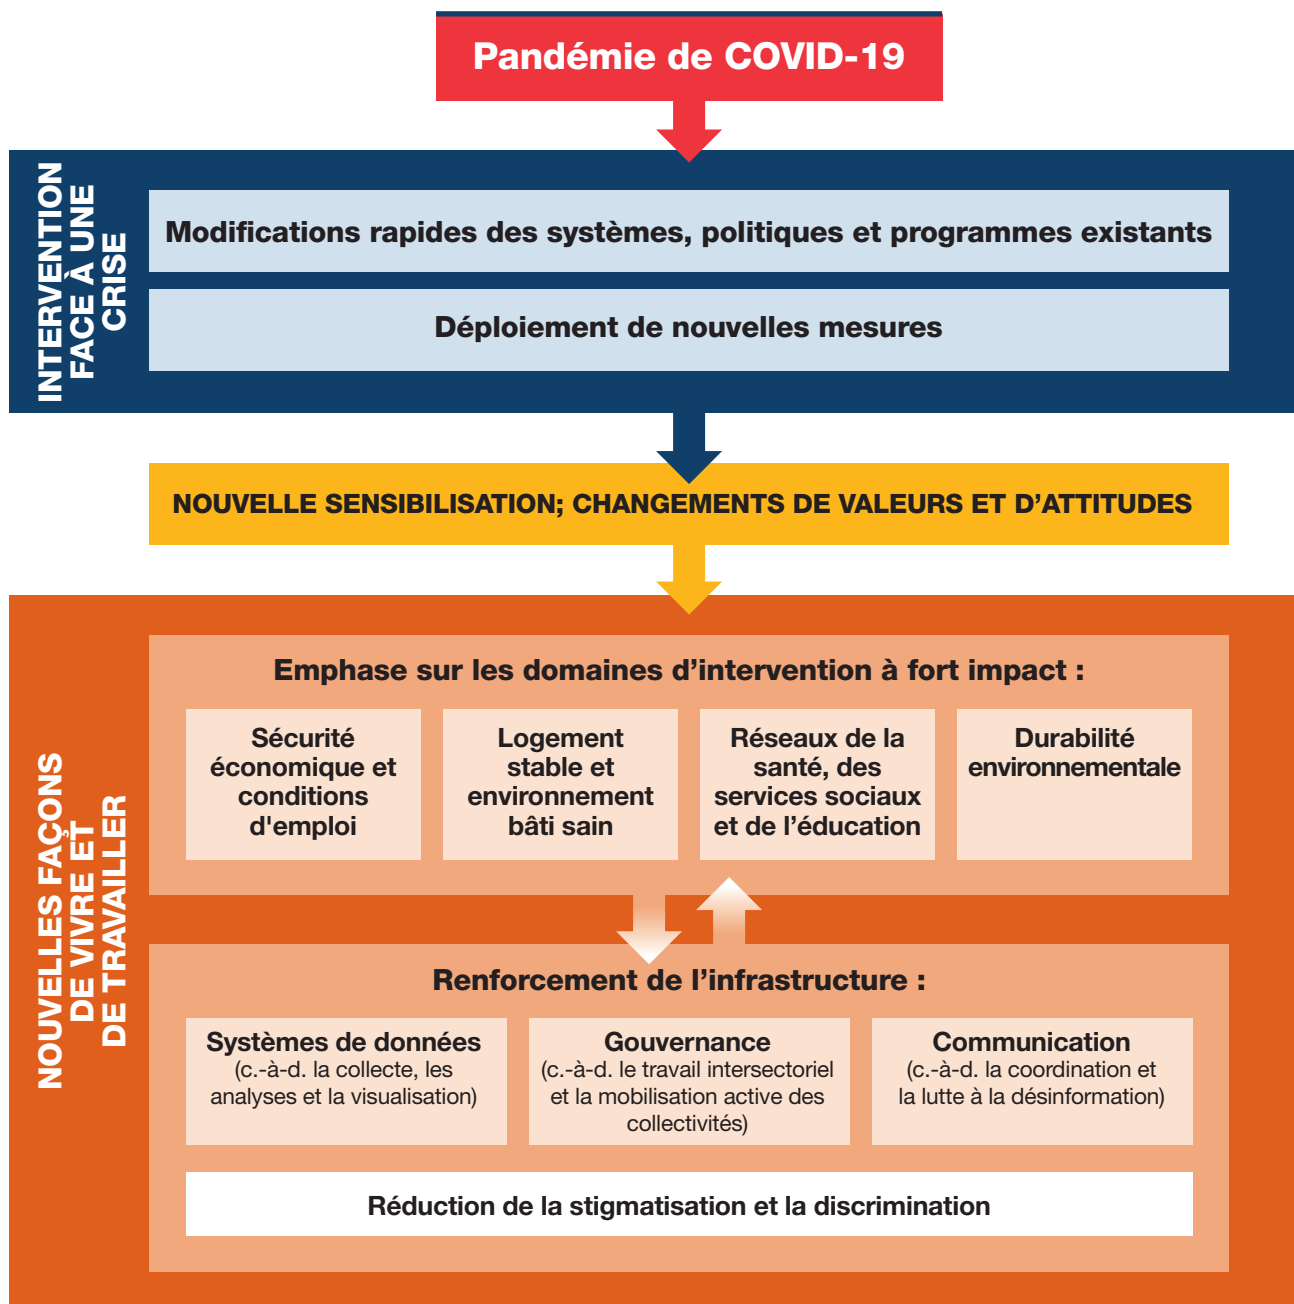 Pandémie de COVID-19
INTERVENTION
FACE À UNE
CRISE
Modifications rapides des systèmes, politiques et programmes existants
Déploiement de nouvelles mesures
NOUVELLE SENSIBILISATION; CHANGEMENTS DE VALEURS ET D’ATTITUDES
NOUVELLES FAÇONS
DE VIVRE ET
DE TRAVAILLER
Emphase sur les domaines d’intervention à fort impact :
Sécurité
économique et
conditions
d'emploi
Logement
stable et
environnement
bâti sain
Réseaux de la
santé, des
services sociaux
et de l’éducation
Durabilité
environnementale
Renforcement de l’infrastructure :
Systèmes de données
(c.-à-d. la collecte, les
analyses et la visualisation)
Gouvernance
(c.-à-d. le travail intersectoriel
et la mobilisation active des
collectivités)
Communication
(c.-à-d. la coordination et
la lutte à la désinformation)
Réduction de la stigmatisation et la discrimination